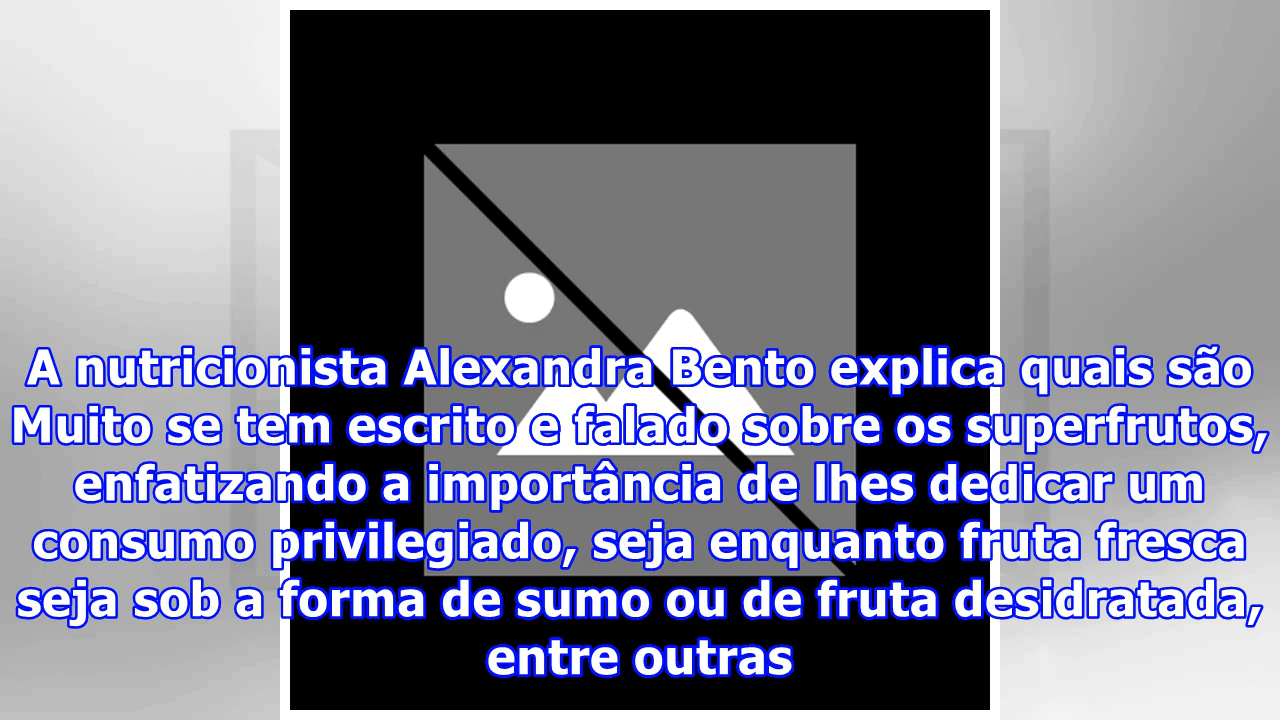 A nutricionista Alexandra Bento explica quais são
Muito se tem escrito e falado sobre os superfrutos,
enfatizando a importância de lhes dedicar um
consumo privilegiado, seja enquanto fruta fresca
seja sob a forma de sumo ou de fruta desidratada,
entre outras